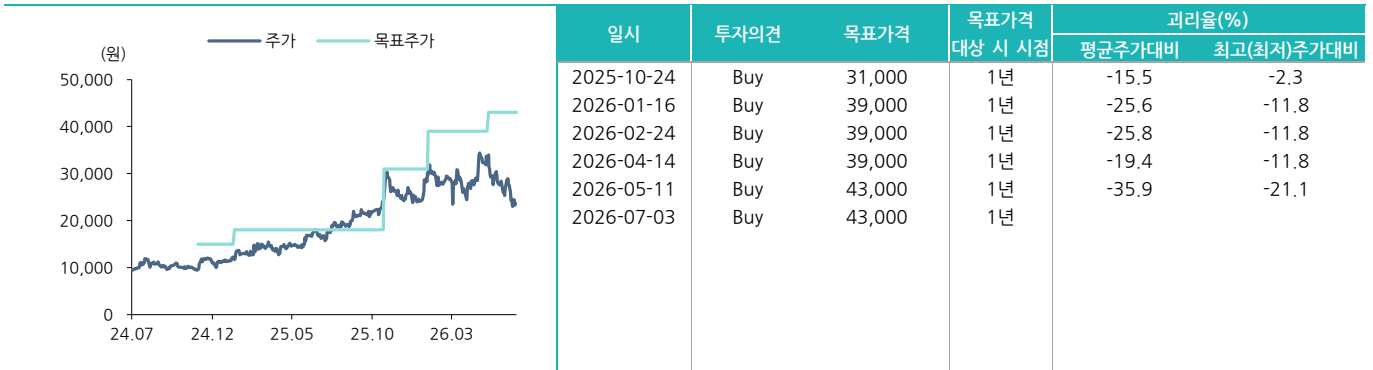 주가 목표주가
(원)
50,000
40,000
30,000
20,000
10,000
0
24.07 24.12 25.05 25.10 26.03
일시 투자의견 목표가격 목표가격 대상 시 시점 괴리율(%)
평균주가대비 최고(최저)주가대비
2025-10-24 Buy 31,000 1년 -15.5 -2.3
2026-01-16 Buy 39,000 1년 -25.6 -11.8
2026-02-24 Buy 39,000 1년 -25.8 -11.8
2026-04-14 Buy 39,000 1년 -19.4 -11.8
2026-05-11 Buy 43,000 1년 -35.9 -21.1
2026-07-03 Buy 43,000 1년